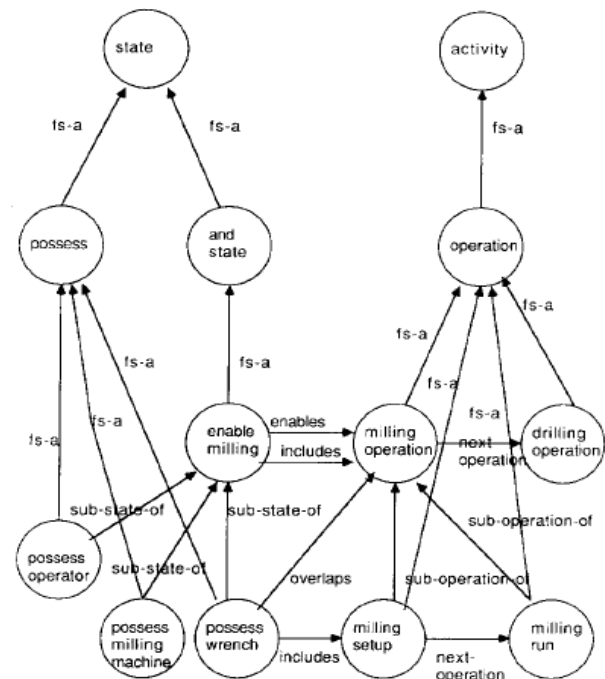 state
activity
fs-a
fs-a
fs-a
possess
and
state
operation
fs-a
fs-a
fs-a
fs-a
fs-a
fs-a
fs-a
fs-a
enable
milling
enables
includes
milling
operation
next
operation
drilling
operation
sub-state-of
sub-state-of
sub-operation-of
possess
operator
sub-state-of
overlaps
sub-operation-of
possess
milling
machine
possess
wrench
includes
milling
setup
next-
operation
milling
run